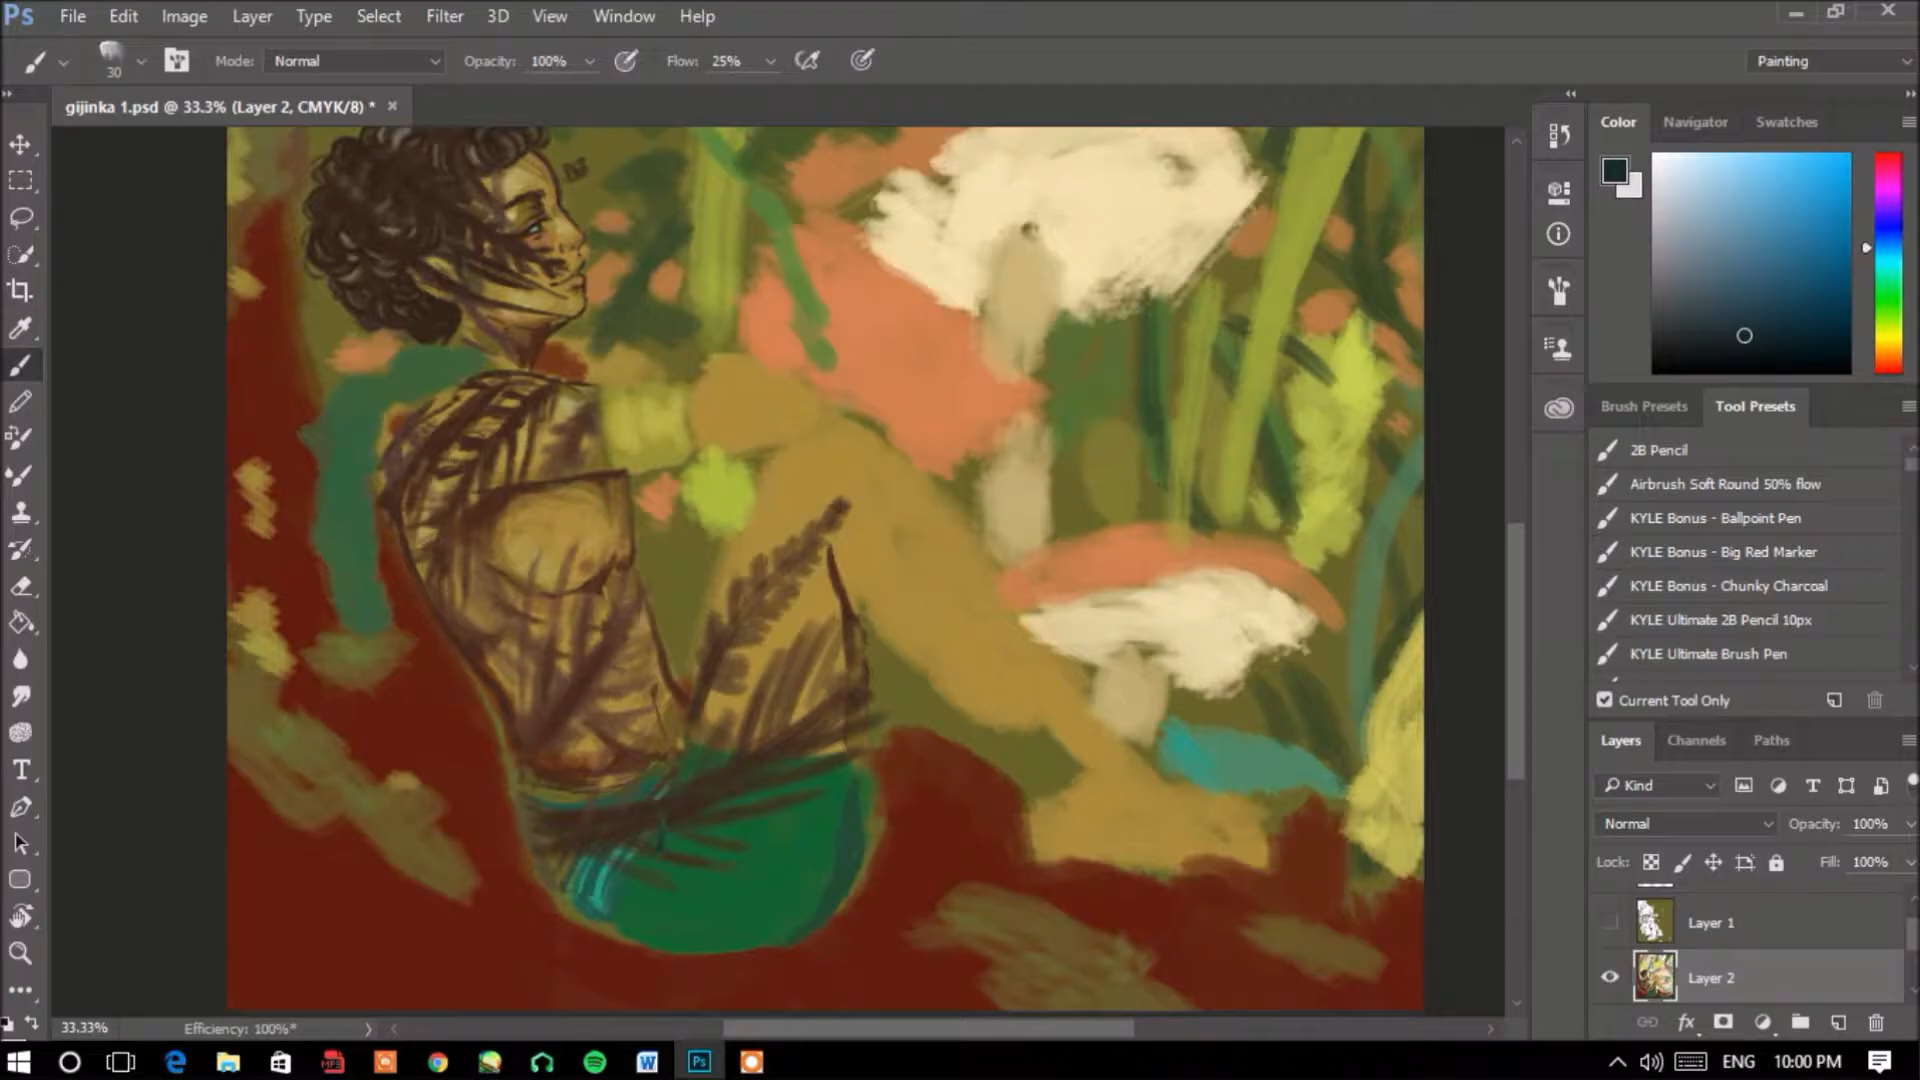 Ps File Edit Image Layer Type Select Filter 3D View Window Help
30 Mode: Normal Opacity: 100% Flow: 25% Painting
gijinka 1.psd @ 33.3% (Layer 2, CMYK/8) *
Color Navigator Swatches
Brush Presets Tool Presets
2B Pencil
Airbrush Soft Round 50% flow
KYLE Bonus - Ballpoint Pen
KYLE Bonus - Big Red Marker
KYLE Bonus - Chunky Charcoal
KYLE Ultimate 2B Pencil 10px
KYLE Ultimate Brush Pen
Current Tool Only
Layers Channels Paths
Kind
Normal Opacity: 100%
Lock: Fill: 100%
Layer 1
Layer 2
fx
33.33% Efficiency: 100%*
MP3 W Ps ENG 10:00 PM